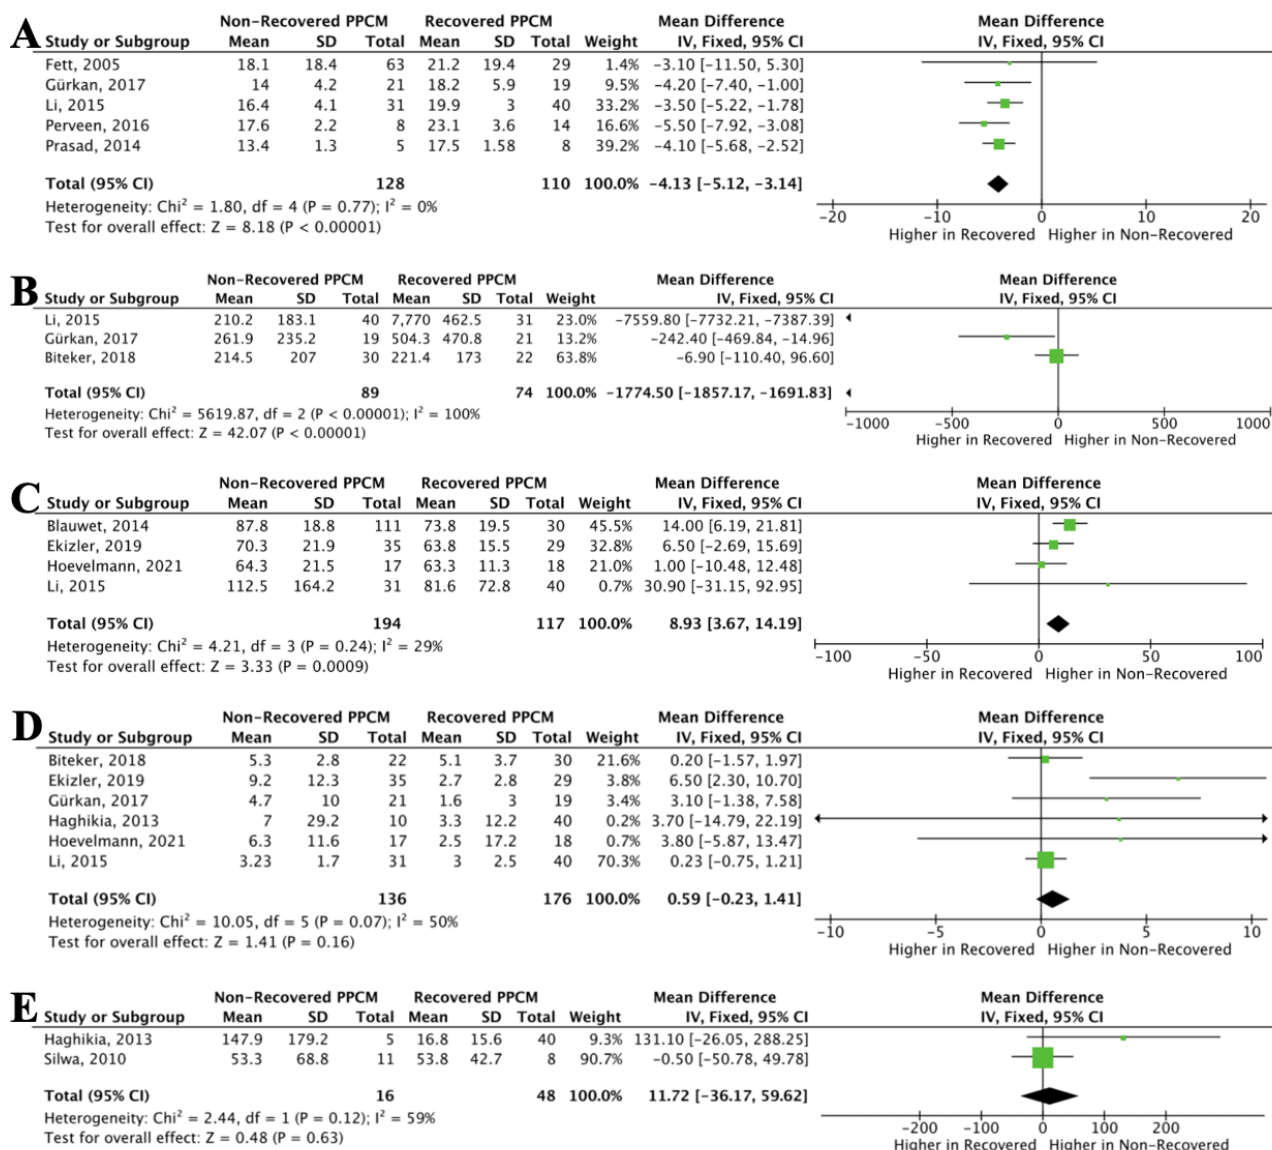 A
Non-Recovered PPCM Recovered PPCM Mean Difference Mean Difference
Study or Subgroup Mean SD Total Mean SD Total Weight IV, Fixed, 95% CI IV, Fixed, 95% CI
Fett, 2005 18.1 18.4 63 21.2 19.4 29 1.4% −3.10 [−11.50, 5.30]
Gürkan, 2017 14 4.2 21 18.2 5.9 19 9.5% −4.20 [−7.40, −1.00]
Li, 2015 16.4 4.1 31 19.9 3 40 33.2% −3.50 [−5.22, −1.78]
Perveen, 2016 17.6 2.2 8 23.1 3.6 14 16.6% −5.50 [−7.92, −3.08]
Prasad, 2014 13.4 1.3 5 17.5 1.58 8 39.2% −4.10 [−5.68, −2.52]
Total (95% CI) 128 110 100.0% −4.13 [−5.12, −3.14]
Heterogeneity: Chi² = 1.80, df = 4 (P = 0.77); I² = 0%
Test for overall effect: Z = 8.18 (P < 0.00001)
−20 −10 0 10 20
Higher in Recovered Higher in Non-Recovered
B
Non-Recovered PPCM Recovered PPCM Mean Difference Mean Difference
Study or Subgroup Mean SD Total Mean SD Total Weight IV, Fixed, 95% CI IV, Fixed, 95% CI
Li, 2015 210.2 183.1 40 7,770 462.5 31 23.0% −7559.80 [−7732.21, −7387.39]
Gürkan, 2017 261.9 235.2 19 504.3 470.8 21 13.2% −242.40 [−469.84, −14.96]
Biteker, 2018 214.5 207 30 221.4 173 22 63.8% −6.90 [−110.40, 96.60]
Total (95% CI) 89 74 100.0% −1774.50 [−1857.17, −1691.83]
Heterogeneity: Chi² = 5619.87, df = 2 (P < 0.00001); I² = 100%
Test for overall effect: Z = 42.07 (P < 0.00001)
−1000 −500 0 500 1000
Higher in Recovered Higher in Non-Recovered
C
Non-Recovered PPCM Recovered PPCM Mean Difference Mean Difference
Study or Subgroup Mean SD Total Mean SD Total Weight IV, Fixed, 95% CI IV, Fixed, 95% CI
Blauwet, 2014 87.8 18.8 111 73.8 19.5 30 45.5% 14.00 [6.19, 21.81]
Ekizler, 2019 70.3 21.9 35 63.8 15.5 29 32.8% 6.50 [−2.69, 15.69]
Hoevelmann, 2021 64.3 21.5 17 63.3 11.3 18 21.0% 1.00 [−10.48, 12.48]
Li, 2015 112.5 164.2 31 81.6 72.8 40 0.7% 30.90 [−31.15, 92.95]
Total (95% CI) 194 117 100.0% 8.93 [3.67, 14.19]
Heterogeneity: Chi² = 4.21, df = 3 (P = 0.24); I² = 29%
Test for overall effect: Z = 3.33 (P = 0.0009)
−100 −50 0 50 100
Higher in Recovered Higher in Non-Recovered
D
Non-Recovered PPCM Recovered PPCM Mean Difference Mean Difference
Study or Subgroup Mean SD Total Mean SD Total Weight IV, Fixed, 95% CI IV, Fixed, 95% CI
Biteker, 2018 5.3 2.8 22 5.1 3.7 30 21.6% 0.20 [−1.57, 1.97]
Ekizler, 2019 9.2 12.3 35 2.7 2.8 29 3.8% 6.50 [2.30, 10.70]
Gürkan, 2017 4.7 10 21 1.6 3 19 3.4% 3.10 [−1.38, 7.58]
Haghikia, 2013 7 29.2 10 3.3 12.2 40 0.2% 3.70 [−14.79, 22.19]
Hoevelmann, 2021 6.3 11.6 17 2.5 17.2 18 0.7% 3.80 [−5.87, 13.47]
Li, 2015 3.23 1.7 31 3 2.5 40 70.3% 0.23 [−0.75, 1.21]
Total (95% CI) 136 176 100.0% 0.59 [−0.23, 1.41]
Heterogeneity: Chi² = 10.05, df = 5 (P = 0.07); I² = 50%
Test for overall effect: Z = 1.41 (P = 0.16)
−10 −5 0 5 10
Higher in Recovered Higher in Non-Recovered
E
Non-Recovered PPCM Recovered PPCM Mean Difference Mean Difference
Study or Subgroup Mean SD Total Mean SD Total Weight IV, Fixed, 95% CI IV, Fixed, 95% CI
Haghikia, 2013 147.9 179.2 5 16.8 15.6 40 9.3% 131.10 [−26.05, 288.25]
Silwa, 2010 53.3 68.8 11 53.8 42.7 8 90.7% −0.50 [−50.78, 49.78]
Total (95% CI) 16 48 100.0% 11.72 [−36.17, 59.62]
Heterogeneity: Chi² = 2.44, df = 1 (P = 0.12); I² = 59%
Test for overall effect: Z = 0.48 (P = 0.63)
−200 −100 0 100 200
Higher in Recovered Higher in Non-Recovered